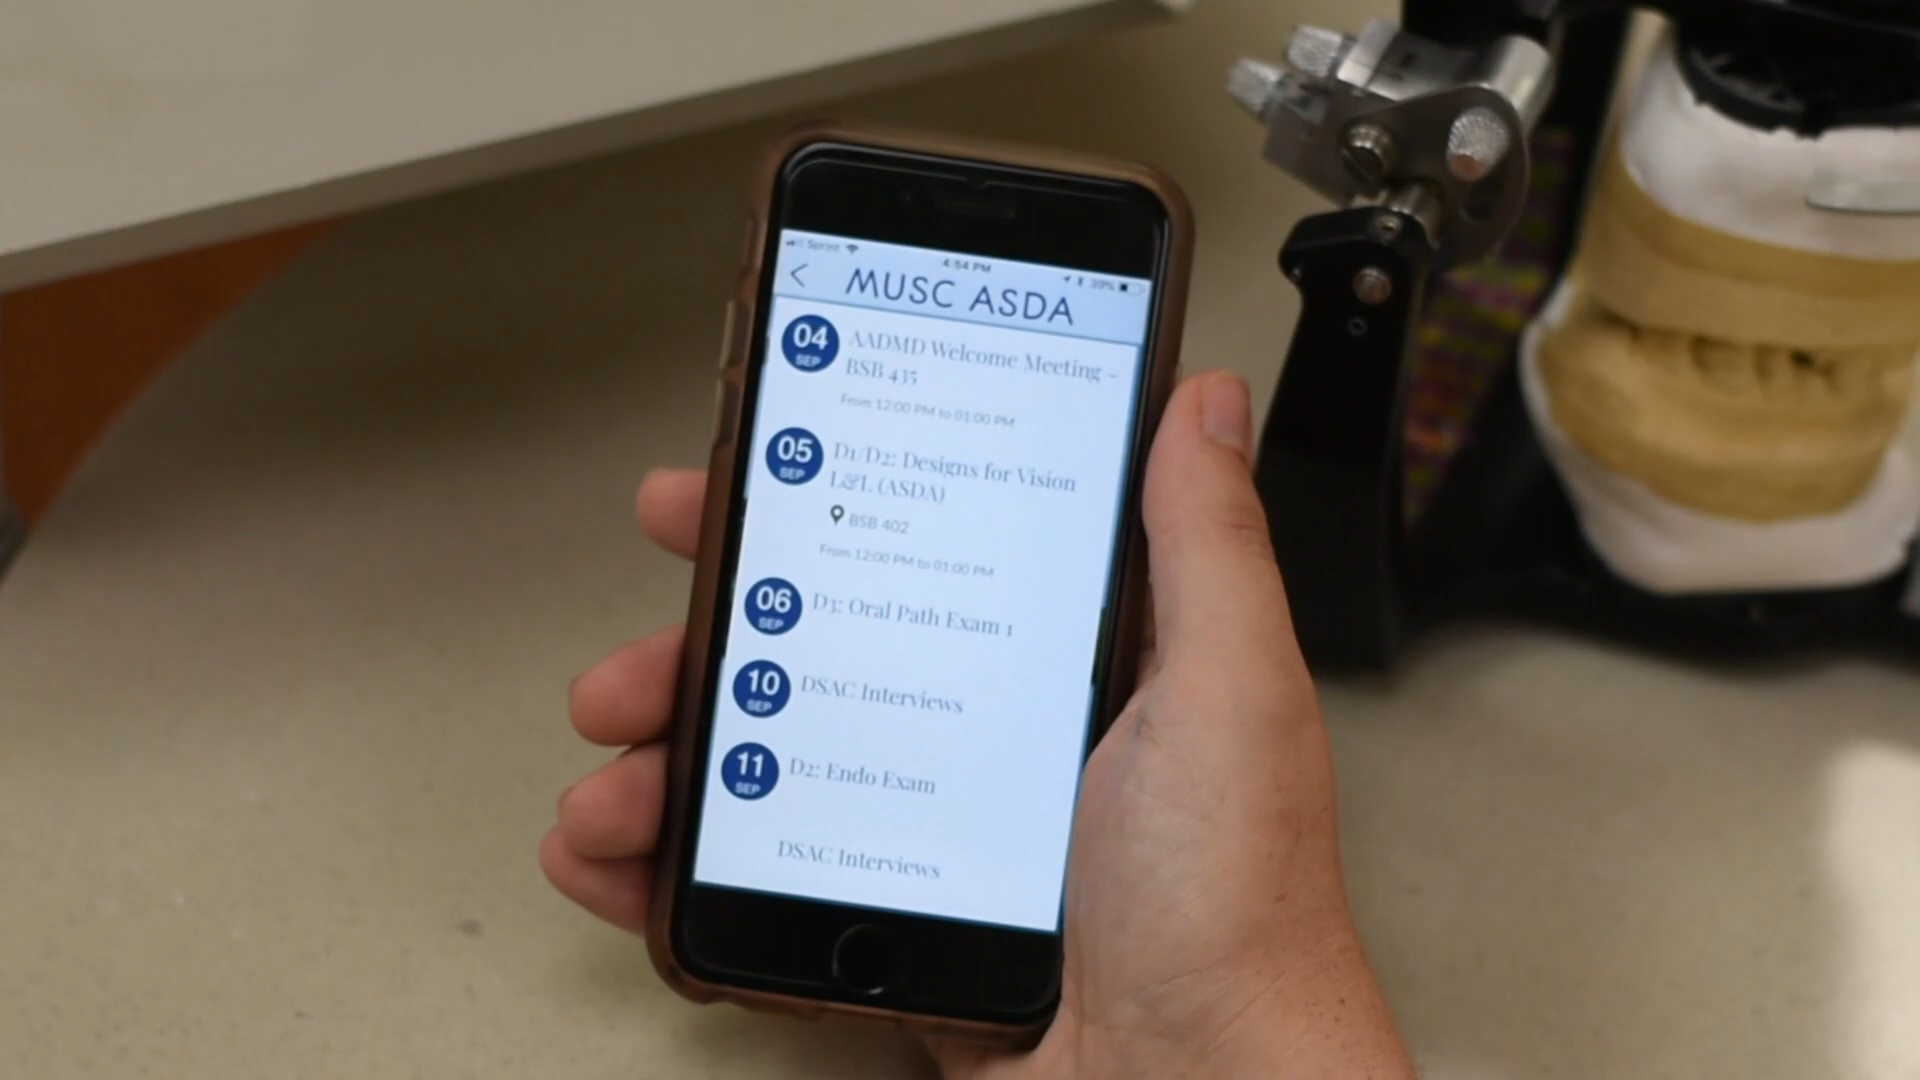 Sprint
4:54 PM
39%
MUSC ASDA
04
SEP
AADMD Welcome Meeting -
BSB 435
From 12:00 PM to 01:00 PM
05
SEP
D1/D2: Designs for Vision
L&L (ASDA)
BSB 402
From 12:00 PM to 01:00 PM
06
SEP
D3: Oral Path Exam 1
10
SEP
DSAC Interviews
11
SEP
D2: Endo Exam
DSAC Interviews